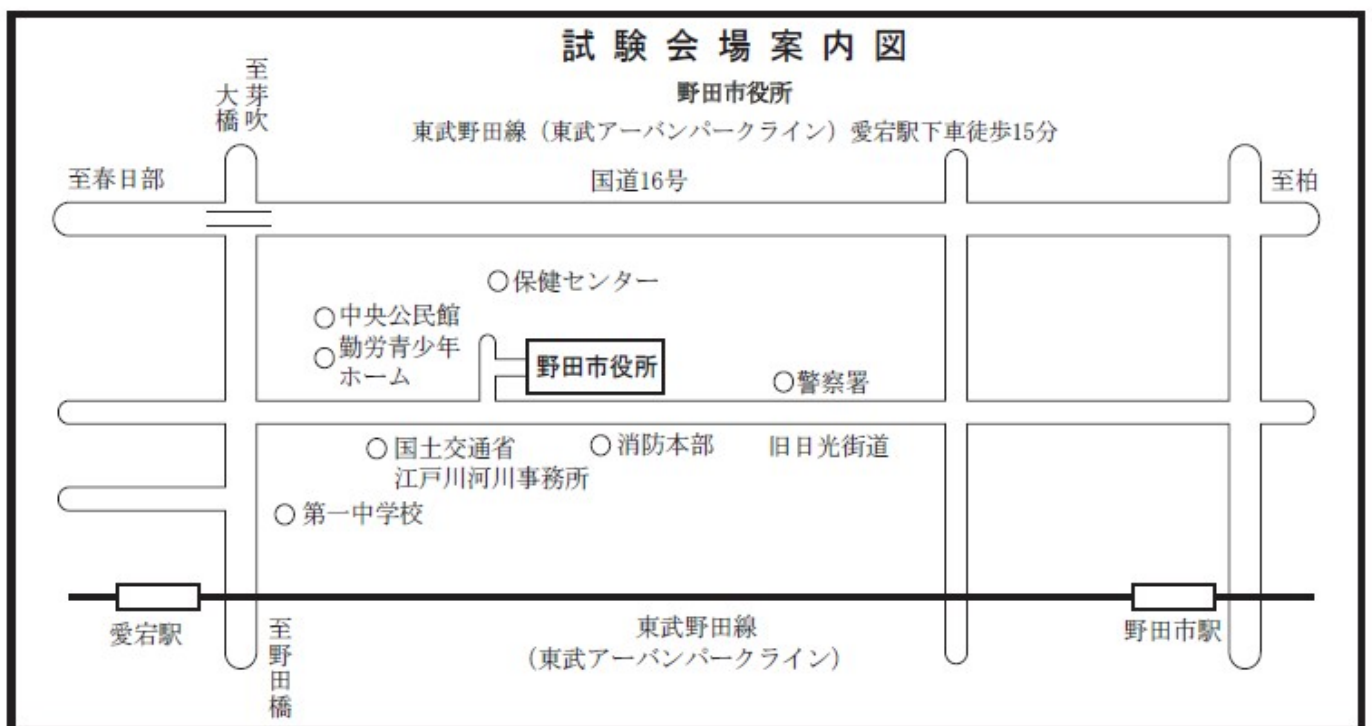 試験会場案内図
野田市役所
東武野田線（東武アーバンパークライン）愛宕駅下車徒歩15分
至芽吹
大橋
至春日部
国道16号
至柏
○保健センター
○中央公民館
○勤労青少年
ホーム
野田市役所
○警察署
○国土交通省
江戸川河川事務所
○消防本部
旧日光街道
○第一中学校
愛宕駅
至野田橋
東武野田線
（東武アーバンパークライン）
野田市駅